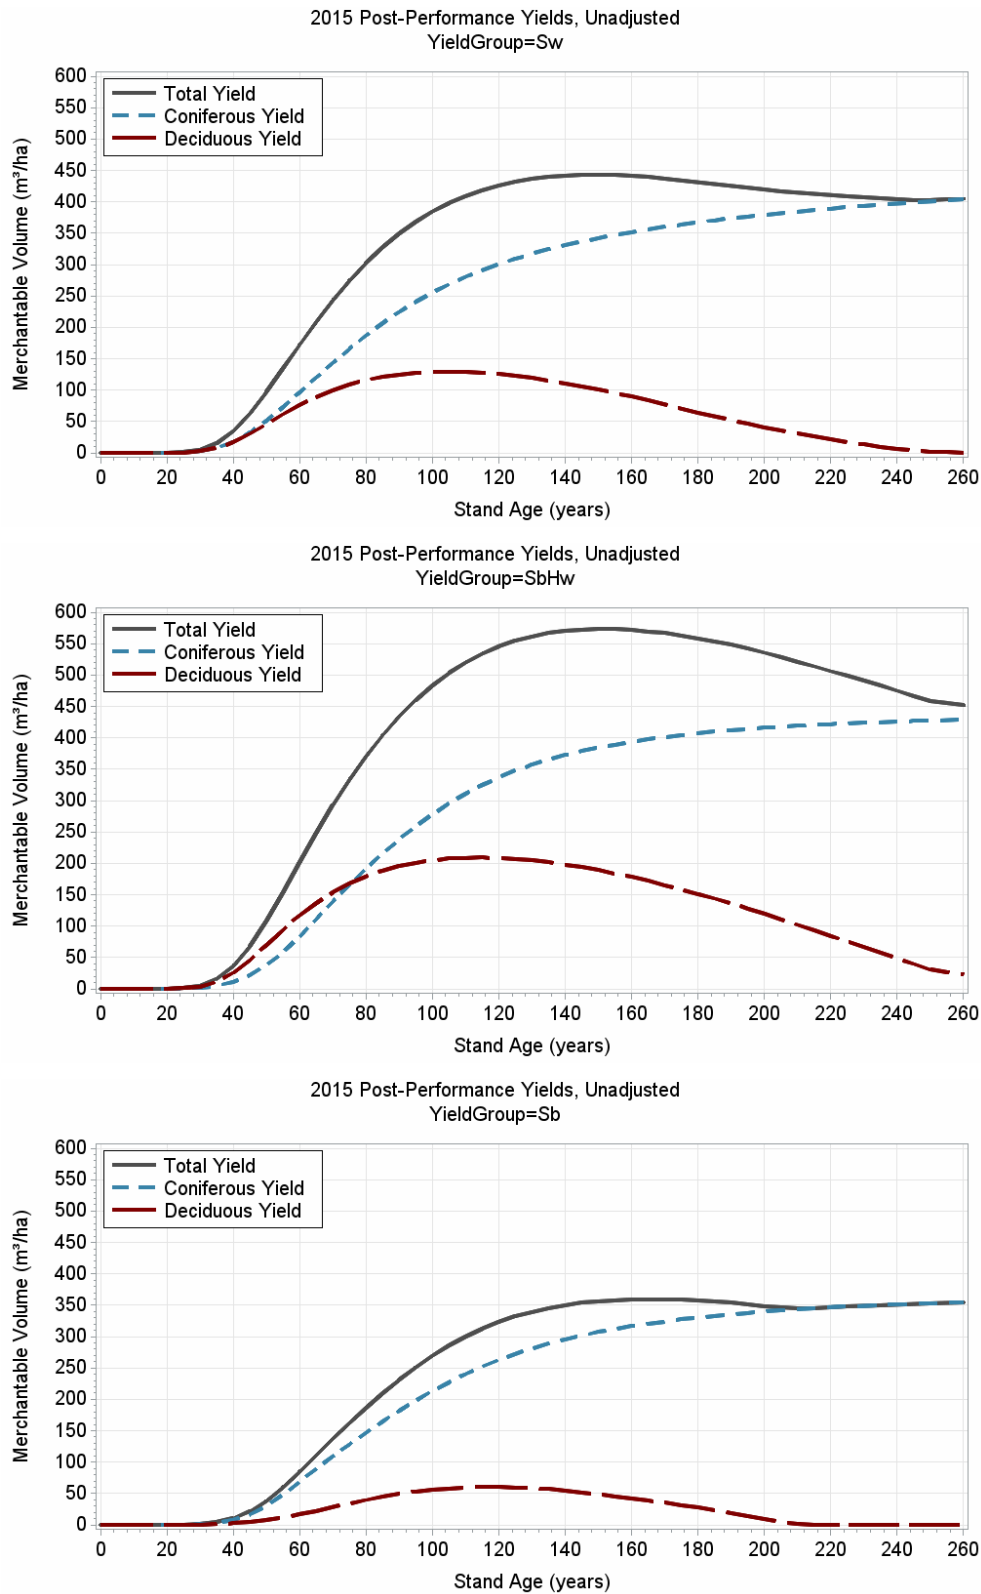 2015 Post-Performance Yields, Unadjusted
YieldGroup=Sw
600
550
500
450
400
350
300
250
200
150
100
50
0
Merchantable Volume (m³/ha)
Total Yield
Coniferous Yield
Deciduous Yield
0 20 40 60 80 100 120 140 160 180 200 220 240 260
Stand Age (years)
2015 Post-Performance Yields, Unadjusted
YieldGroup=SbHw
600
550
500
450
400
350
300
250
200
150
100
50
0
Merchantable Volume (m³/ha)
Total Yield
Coniferous Yield
Deciduous Yield
0 20 40 60 80 100 120 140 160 180 200 220 240 260
Stand Age (years)
2015 Post-Performance Yields, Unadjusted
YieldGroup=Sb
600
550
500
450
400
350
300
250
200
150
100
50
0
Merchantable Volume (m³/ha)
Total Yield
Coniferous Yield
Deciduous Yield
0 20 40 60 80 100 120 140 160 180 200 220 240 260
Stand Age (years)